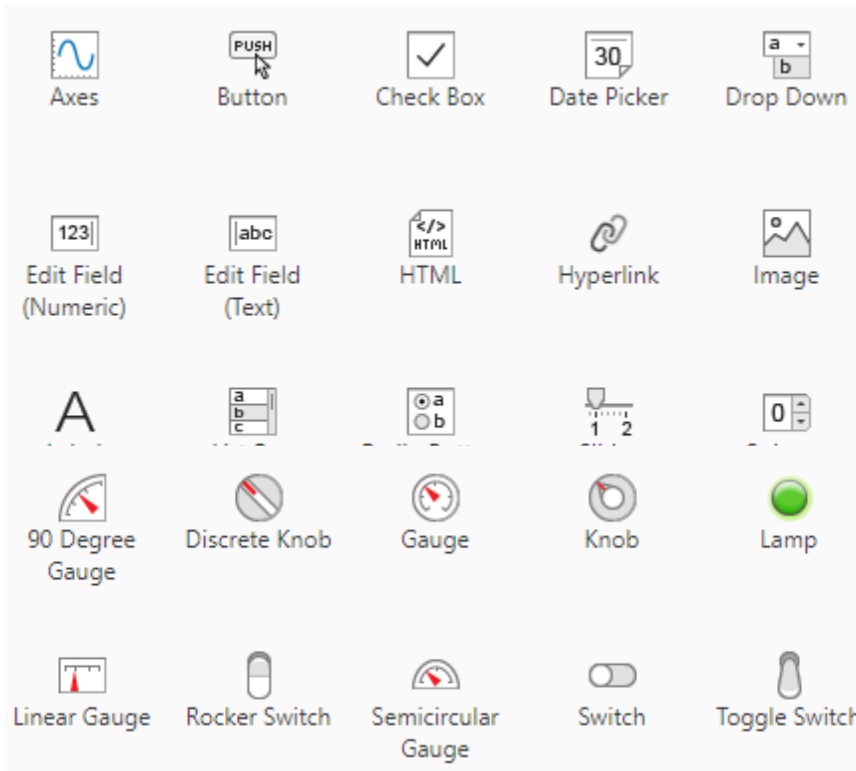 Axes
PUSH
Button
Check Box
30
Date Picker
a
b
Drop Down
123
Edit Field
(Numeric)
abc
Edit Field
(Text)
</>
HTML
HTML
Hyperlink
Image
A
a
b
c
a
b
1 2
0
90 Degree
Gauge
Discrete Knob
Gauge
Knob
Lamp
Linear Gauge
Rocker Switch
Semicircular
Gauge
Switch
Toggle Switch